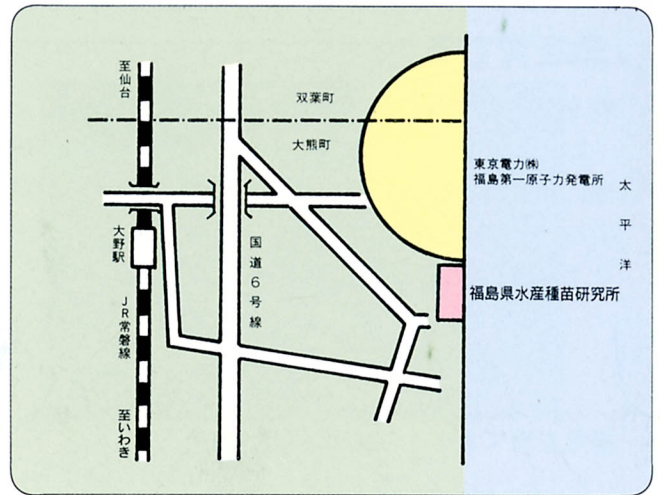 至仙台
双葉町
大熊町
東京電力㈱
福島第一原子力発電所
太平洋
大野駅
国道6号線
福島県水産種苗研究所
JR常磐線
至いわき